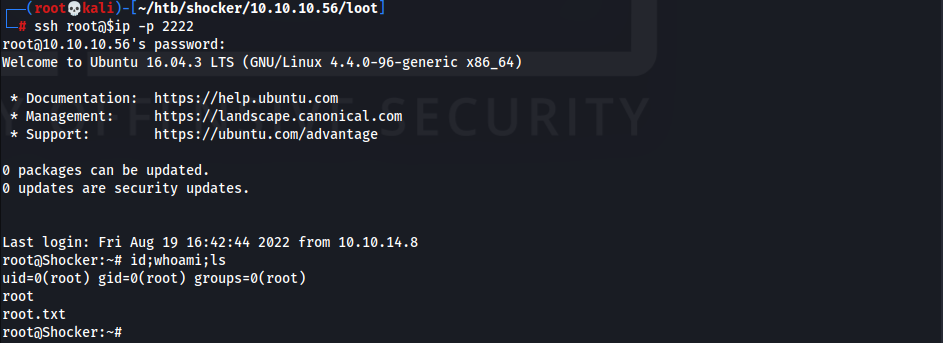 (root💀kali)-[~/htb/shocker/10.10.10.56/loot]
# ssh root@$ip -p 2222
root@10.10.10.56's password:
Welcome to Ubuntu 16.04.3 LTS (GNU/Linux 4.4.0-96-generic x86_64)
* Documentation:  https://help.ubuntu.com
* Management:     https://landscape.canonical.com
* Support:        https://ubuntu.com/advantage
Y OFFENSIVE SECURITY
0 packages can be updated.
0 updates are security updates.
Last login: Fri Aug 19 16:42:44 2022 from 10.10.14.8
root@Shocker:~# id;whoami;ls
uid=0(root) gid=0(root) groups=0(root)
root
root.txt
root@Shocker:~#